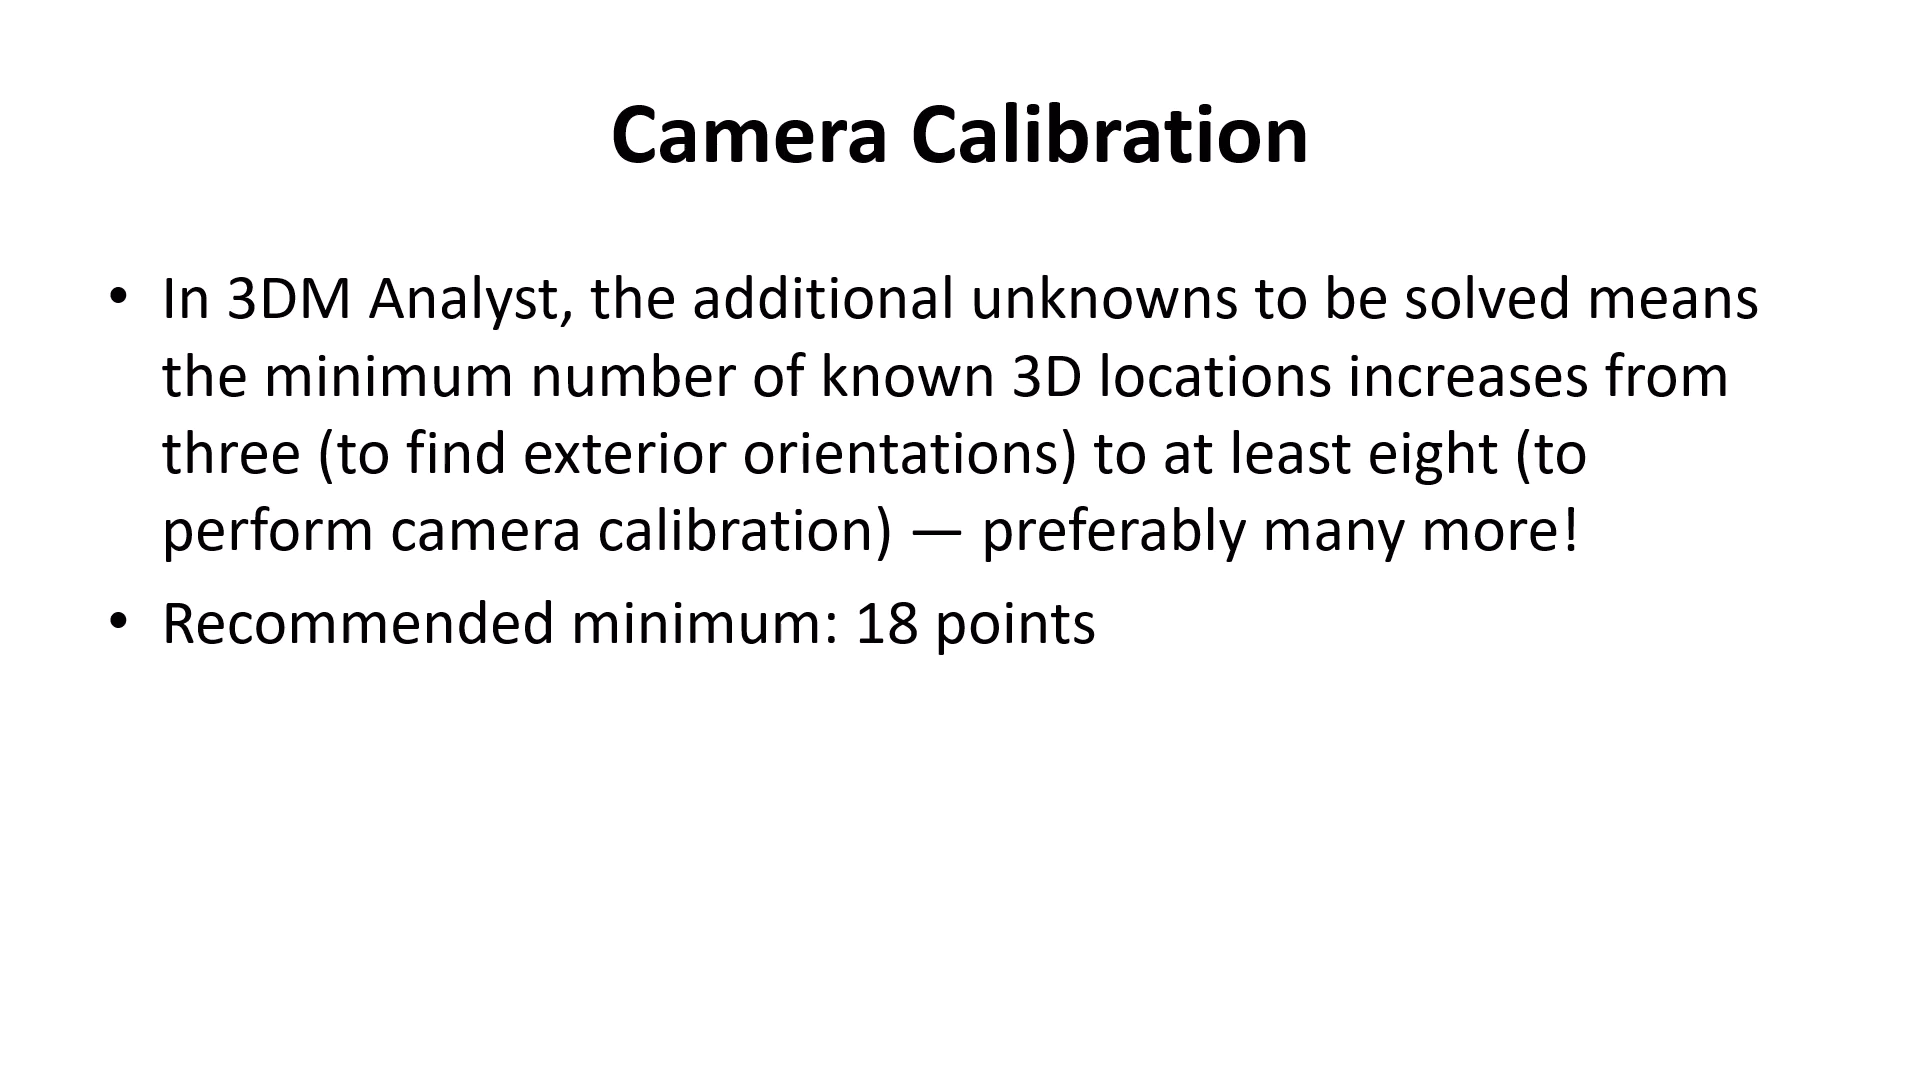 Camera Calibration
• In 3DM Analyst, the additional unknowns to be solved means
the minimum number of known 3D locations increases from
three (to find exterior orientations) to at least eight (to
perform camera calibration) — preferably many more!
• Recommended minimum: 18 points